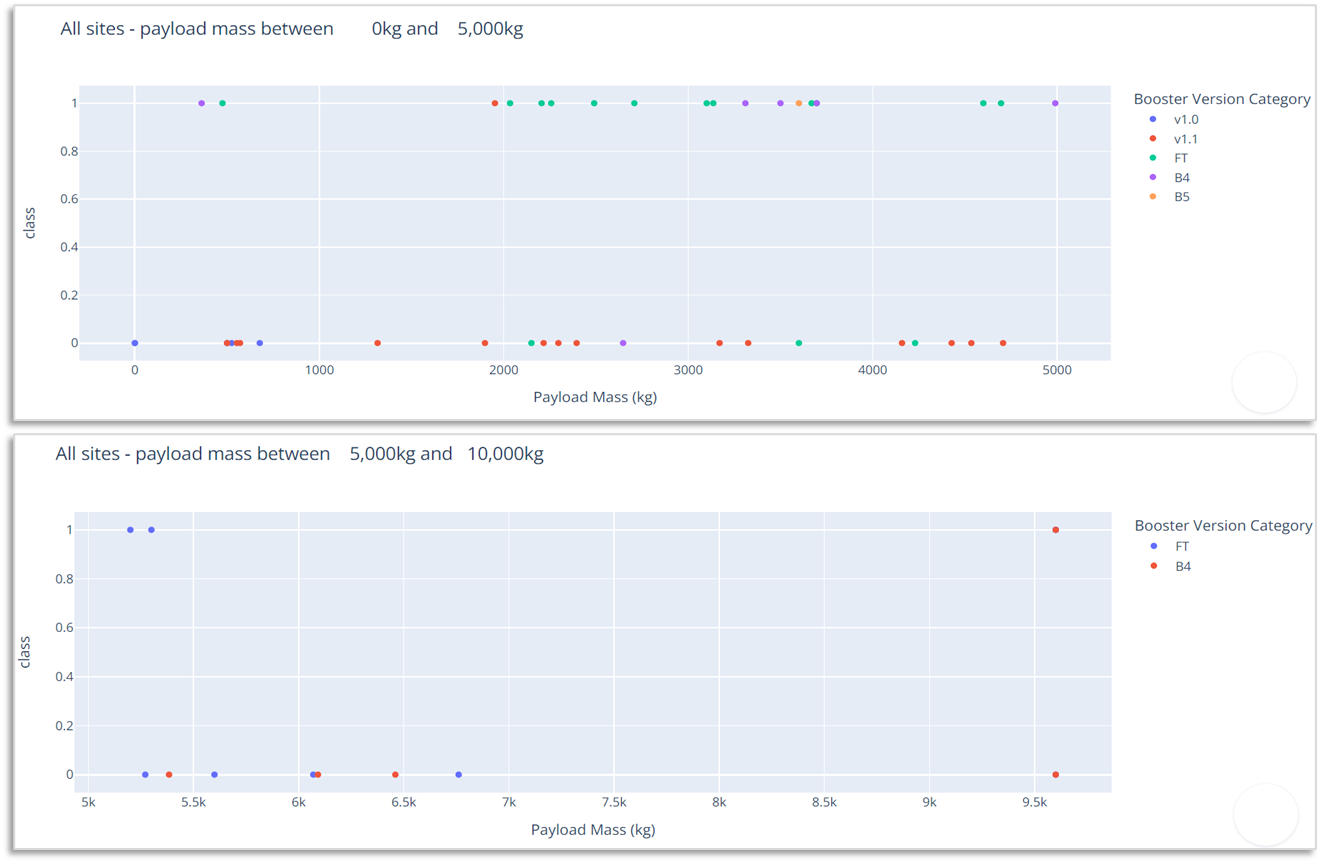 All sites - payload mass between 0kg and 5,000kg
Booster Version Category
v1.0
v1.1
FT
B4
B5
1
0.8
0.6
0.4
0.2
0
class
0 1000 2000 3000 4000 5000
Payload Mass (kg)
All sites - payload mass between 5,000kg and 10,000kg
Booster Version Category
FT
B4
1
0.8
0.6
0.4
0.2
0
class
5k 5.5k 6k 6.5k 7k 7.5k 8k 8.5k 9k 9.5k
Payload Mass (kg)